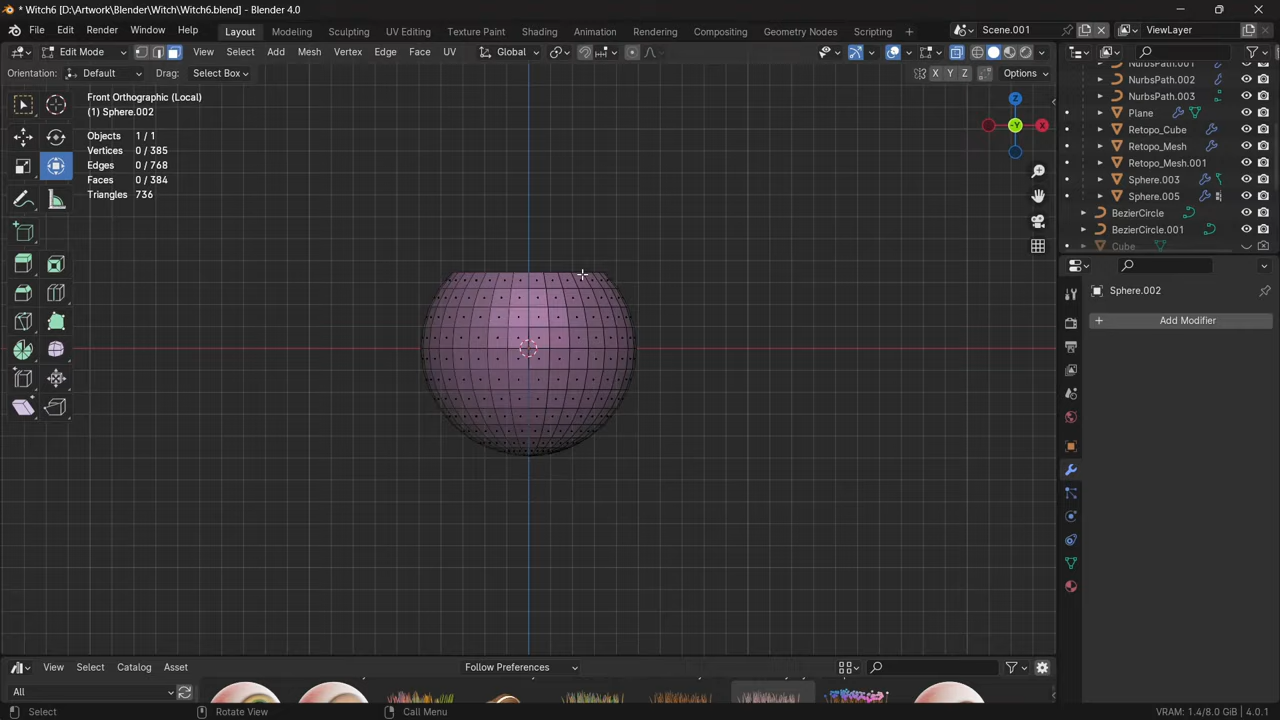 * Witch6 [D:\Artwork\Blender\Witch\Witch6.blend] - Blender 4.0
File Edit Render Window Help Layout Modeling Sculpting UV Editing Texture Paint Shading Animation Rendering Compositing Geometry Nodes Scripting + Scene.001 ViewLayer
Edit Mode View Select Add Mesh Vertex Edge Face UV Global
Orientation: Default Drag: Select Box X Y Z Options
Front Orthographic (Local)
(1) Sphere.002
Objects 1 / 1
Vertices 0 / 385
Edges 0 / 768
Faces 0 / 384
Triangles 736
Z
-Y
X
NurbsPath.001
NurbsPath.002
NurbsPath.003
Plane
Retopo_Cube
Retopo_Mesh
Retopo_Mesh.001
Sphere.003
Sphere.005
BezierCircle
BezierCircle.001
Cube
Sphere.002
+ Add Modifier
View Select Catalog Asset Follow Preferences
All
Select Rotate View Call Menu VRAM: 1.4/8.0 GiB | 4.0.1